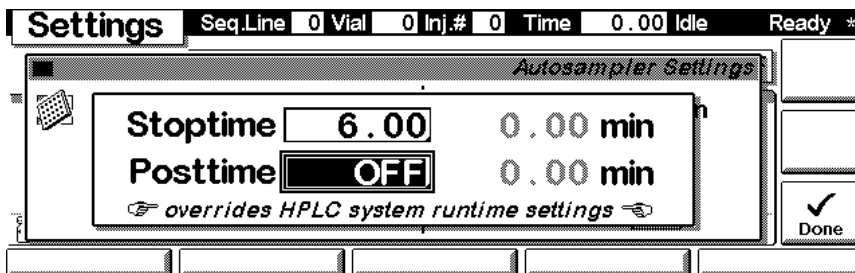 Settings Seq.Line 0 Vial 0 Inj.# 0 Time 0.00 Idle Ready *
Autosampler Settings
Stoptime 6.00 0.00 min
Posttime OFF 0.00 min
overrides HPLC system runtime settings
Done